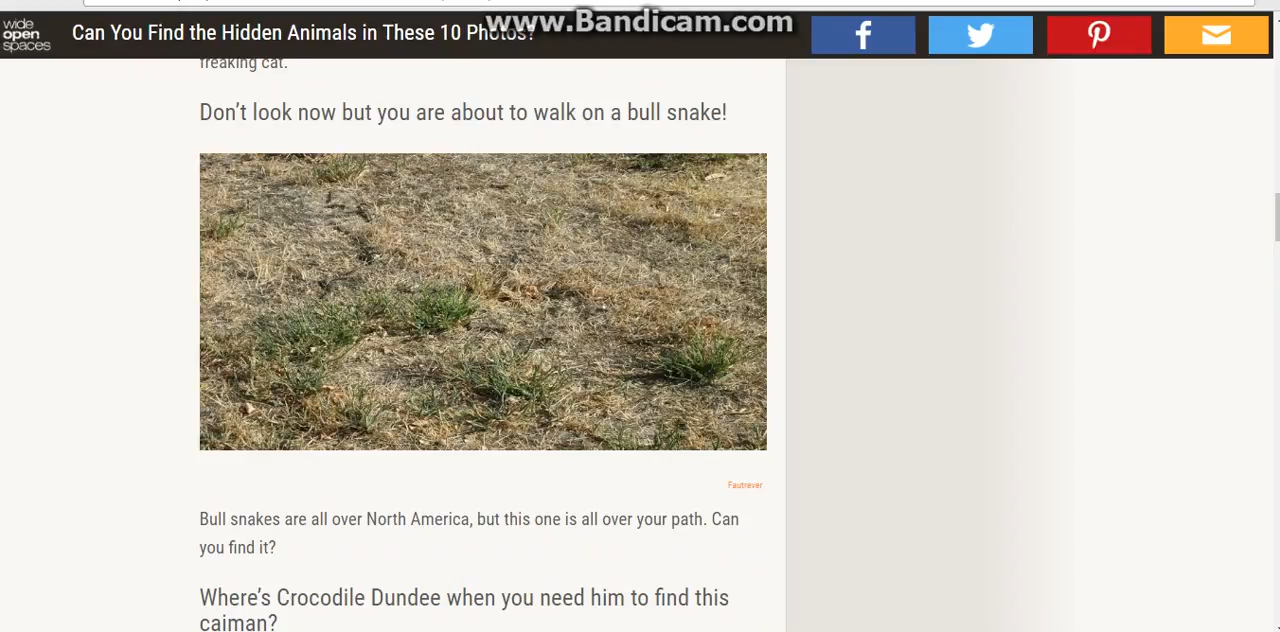 www.Bandicam.com
wide
open
spaces
Can You Find the Hidden Animals in These 10 Photos?
freaking cat.
Don't look now but you are about to walk on a bull snake!
Fautrever
Bull snakes are all over North America, but this one is all over your path. Can
you find it?
Where's Crocodile Dundee when you need him to find this
caiman?